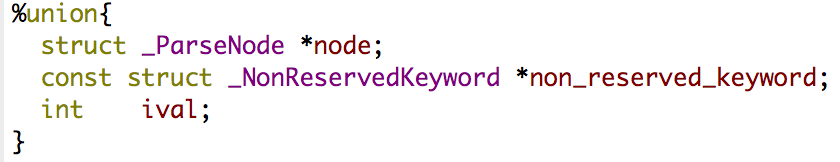 %union{
  struct _ParseNode *node;
  const struct _NonReservedKeyword *non_reserved_keyword;
  int    ival;
}